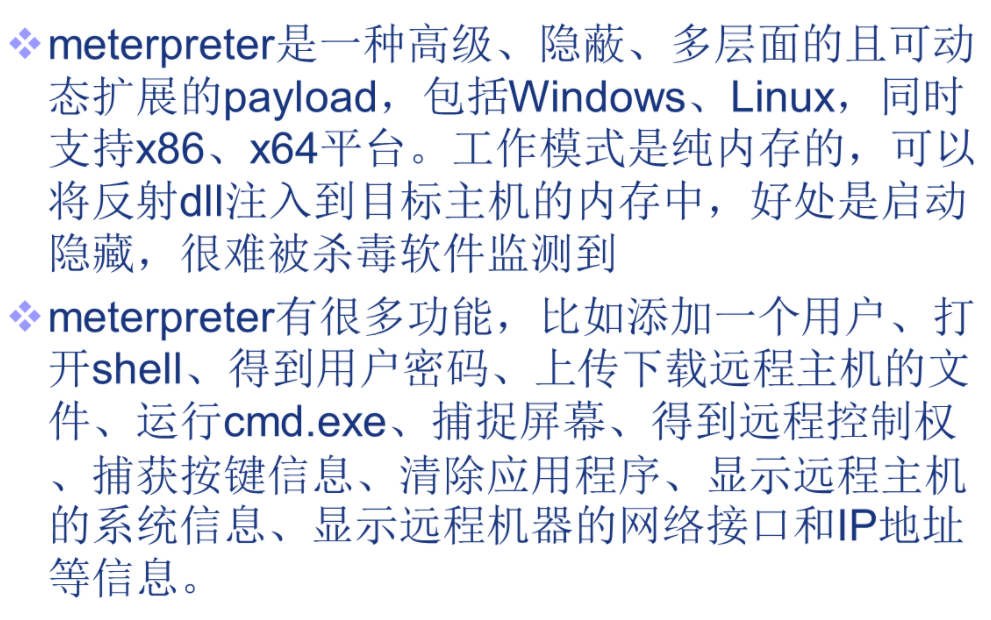 ❖meterpreter是一种高级、隐蔽、多层面的且可动
态扩展的payload，包括Windows、Linux，同时
支持x86、x64平台。工作模式是纯内存的，可以
将反射dll注入到目标主机的内存中，好处是启动
隐藏，很难被杀毒软件监测到
❖meterpreter有很多功能，比如添加一个用户、打
开shell、得到用户密码、上传下载远程主机的文
件、运行cmd.exe、捕捉屏幕、得到远程控制权
、捕获按键信息、清除应用程序、显示远程主机
的系统信息、显示远程机器的网络接口和IP地址
等信息。